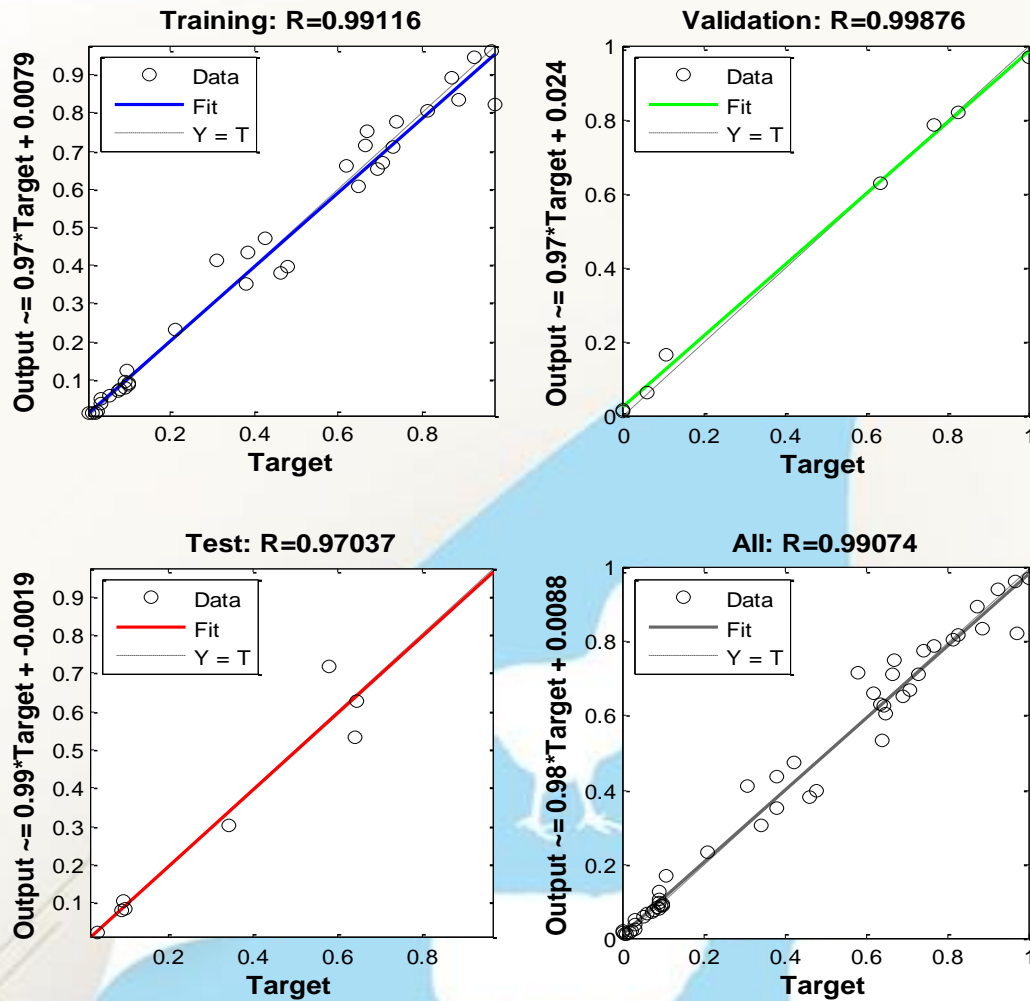 Training: R=0.99116
Output ~= 0.97*Target + 0.0079
0.9
0.8
0.7
0.6
0.5
0.4
0.3
0.2
0.1
Data
Fit
Y = T
0.2
0.4
0.6
0.8
Target
Validation: R=0.99876
Output ~= 0.97*Target + 0.024
1
0.8
0.6
0.4
0.2
0
Data
Fit
Y = T
0
0.2
0.4
0.6
0.8
1
Target
Test: R=0.97037
Output ~= 0.99*Target + -0.0019
0.9
0.8
0.7
0.6
0.5
0.4
0.3
0.2
0.1
Data
Fit
Y = T
0.2
0.4
0.6
0.8
Target
All: R=0.99074
Output ~= 0.98*Target + 0.0088
1
0.8
0.6
0.4
0.2
0
Data
Fit
Y = T
0
0.2
0.4
0.6
0.8
1
Target